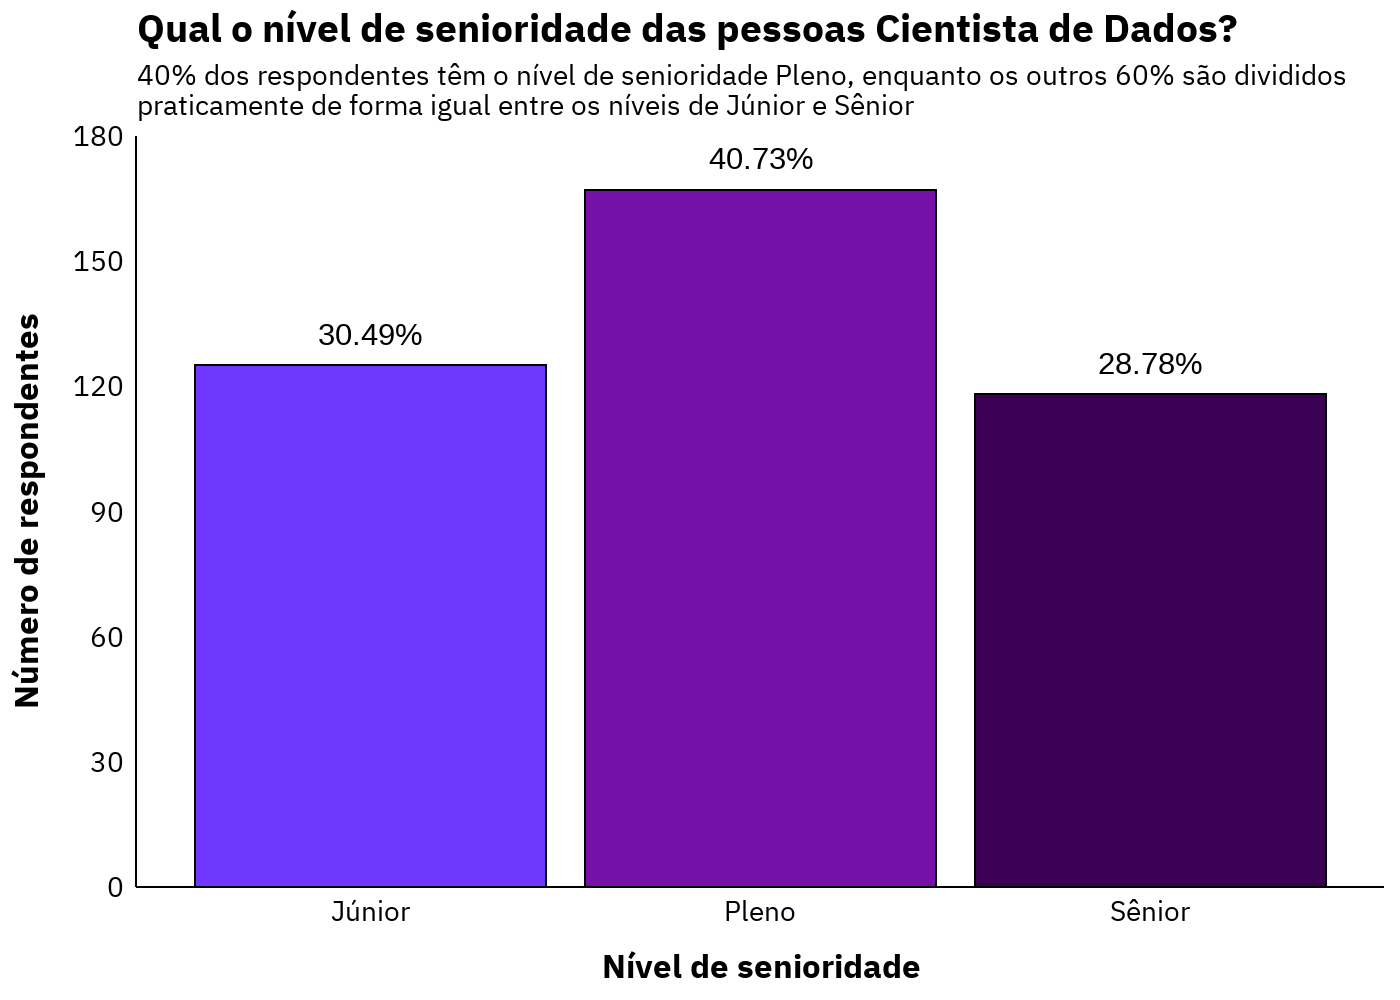 Qual o nível de senioridade das pessoas Cientista de Dados?
40% dos respondentes têm o nível de senioridade Pleno, enquanto os outros 60% são divididos
praticamente de forma igual entre os níveis de Júnior e Sênior
180
150
120
90
60
30
0
Número de respondentes
30.49%
40.73%
28.78%
Júnior
Pleno
Sênior
Nível de senioridade